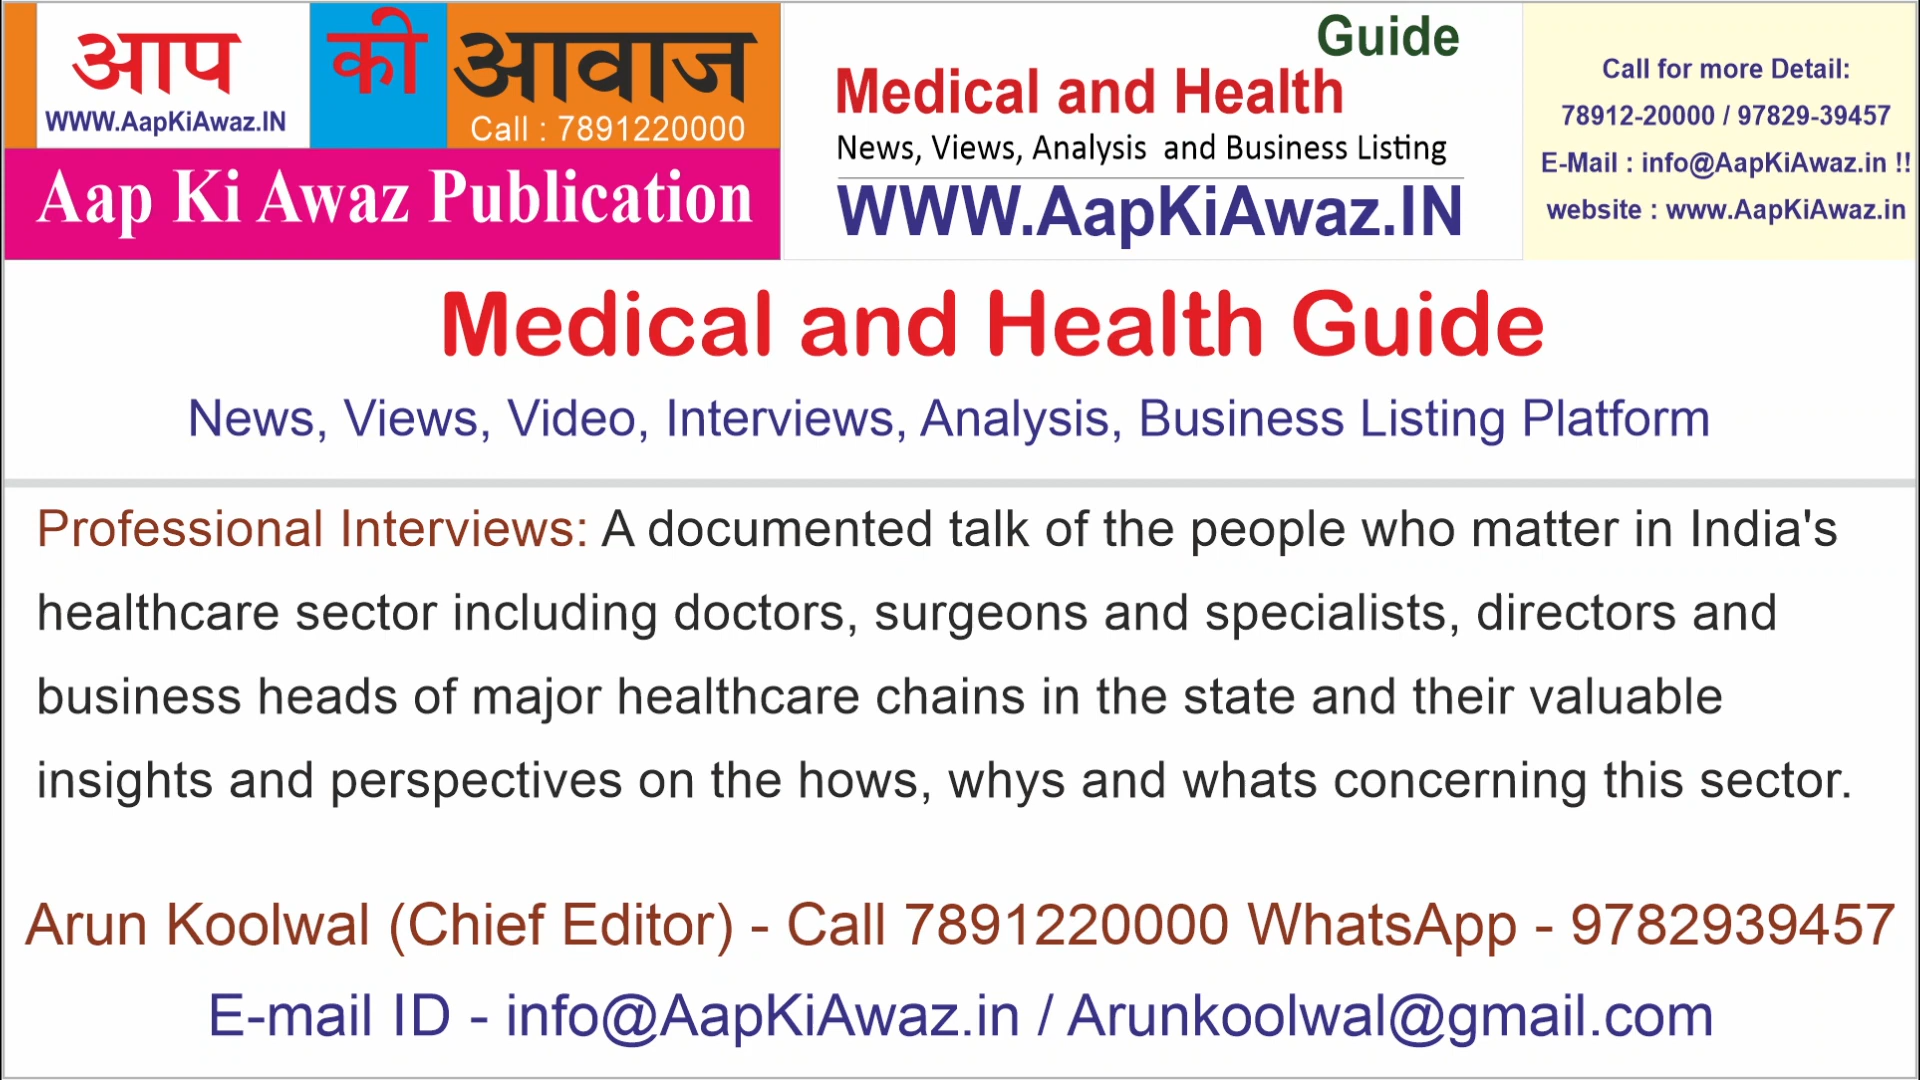 आप की आवाज
WWW.AapKiAwaz.IN
Call : 7891220000
Aap Ki Awaz Publication
Guide
Medical and Health
News, Views, Analysis and Business Listing
WWW.AapKiAwaz.IN
Call for more Detail:
78912-20000 / 97829-39457
E-Mail : info@AapKiAwaz.in !!
website : www.AapKiAwaz.in
Medical and Health Guide
News, Views, Video, Interviews, Analysis, Business Listing Platform
Professional Interviews: A documented talk of the people who matter in India's
healthcare sector including doctors, surgeons and specialists, directors and
business heads of major healthcare chains in the state and their valuable
insights and perspectives on the hows, whys and whats concerning this sector.
Arun Koolwal (Chief Editor) - Call 7891220000 WhatsApp - 9782939457
E-mail ID - info@AapKiAwaz.in / Arunkoolwal@gmail.com